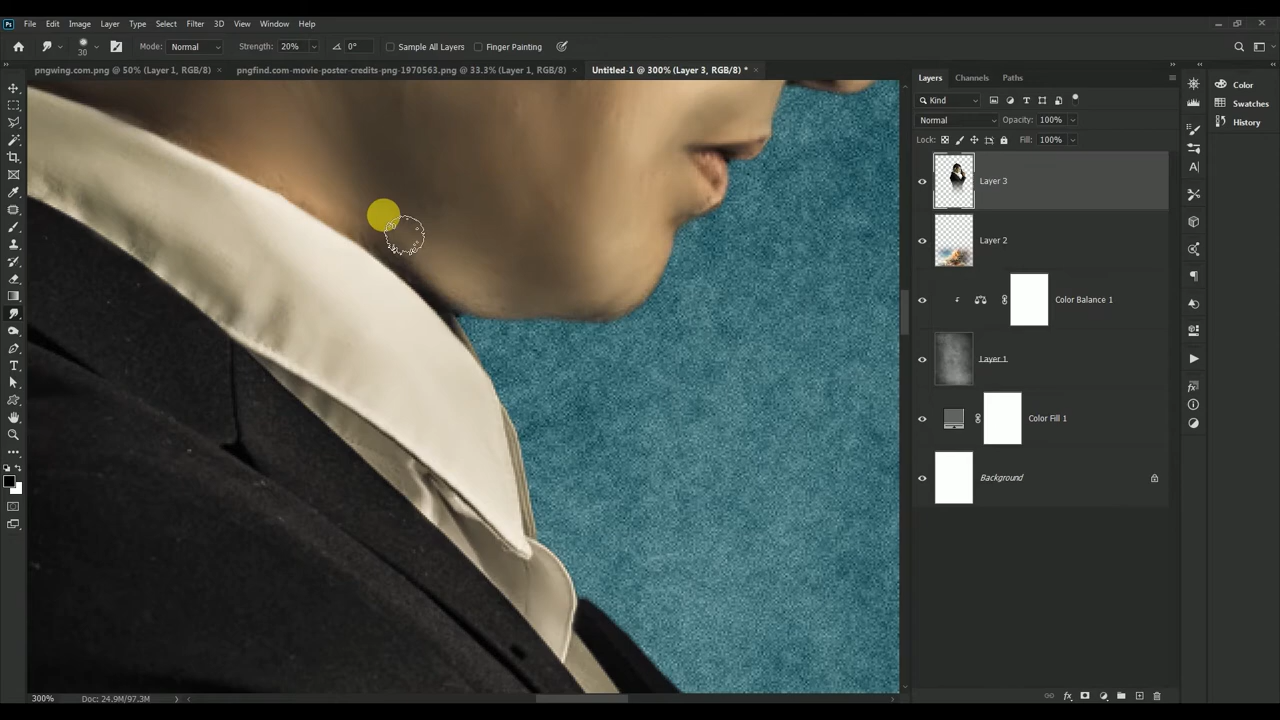 Ps File Edit Image Layer Type Select Filter 3D View Window Help
30 Mode: Normal Strength: 20% 0° Sample All Layers Finger Painting
pngwing.com.png @ 50% (Layer 1, RGB/8) × pngfind.com-movie-poster-credits-png-1970563.png @ 33.3% (Layer 1, RGB/8) × Untitled-1 @ 300% (Layer 3, RGB/8) * ×
Layers Channels Paths
Color
Kind
Swatches
Normal Opacity: 100%
History
Lock: Fill: 100%
Layer 3
Layer 2
Color Balance 1
Layer 1
Color Fill 1
Background
300% Doc: 24.9M/97.3M